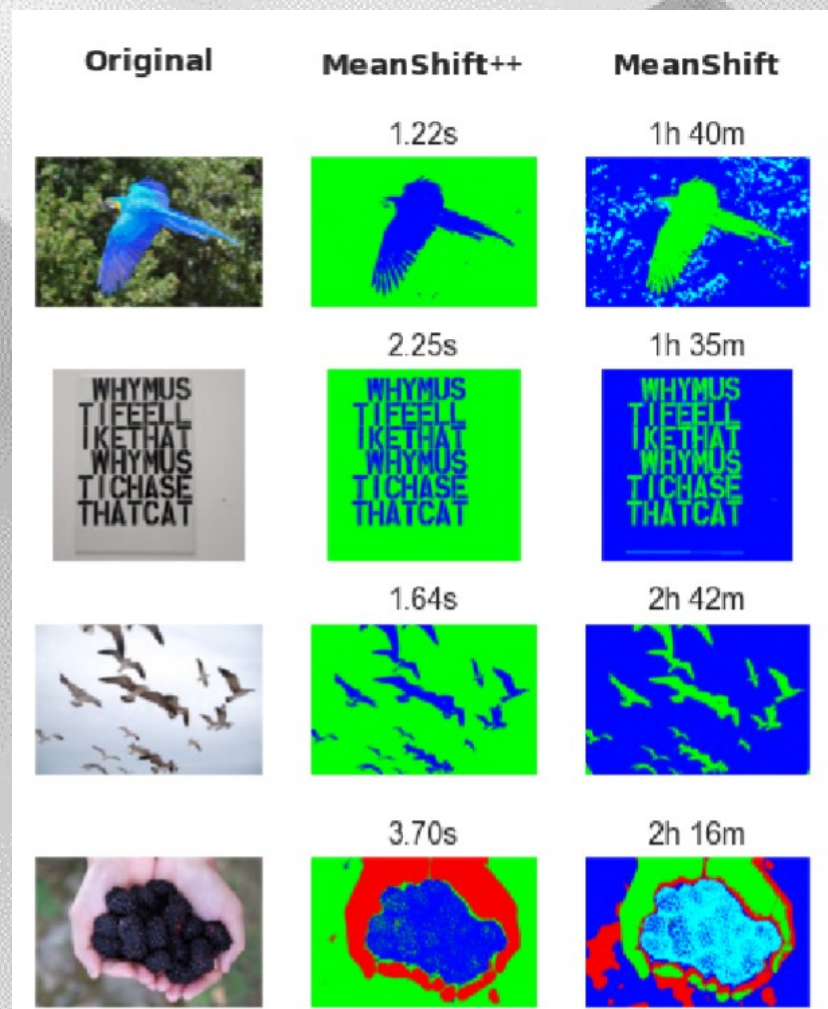 Original MeanShift++ MeanShift
1.22s 1h 40m
2.25s 1h 35m
WHYMUS WHYMUS WHYMUS
TIFEELL TIFEELL TIFEELL
IKETHAT IKETHAT IKETHAT
WHYMUS WHYMUS WHYMUS
TICHASE TICHASE TICHASE
THATCAT THATCAT THATCAT
1.64s 2h 42m
3.70s 2h 16m